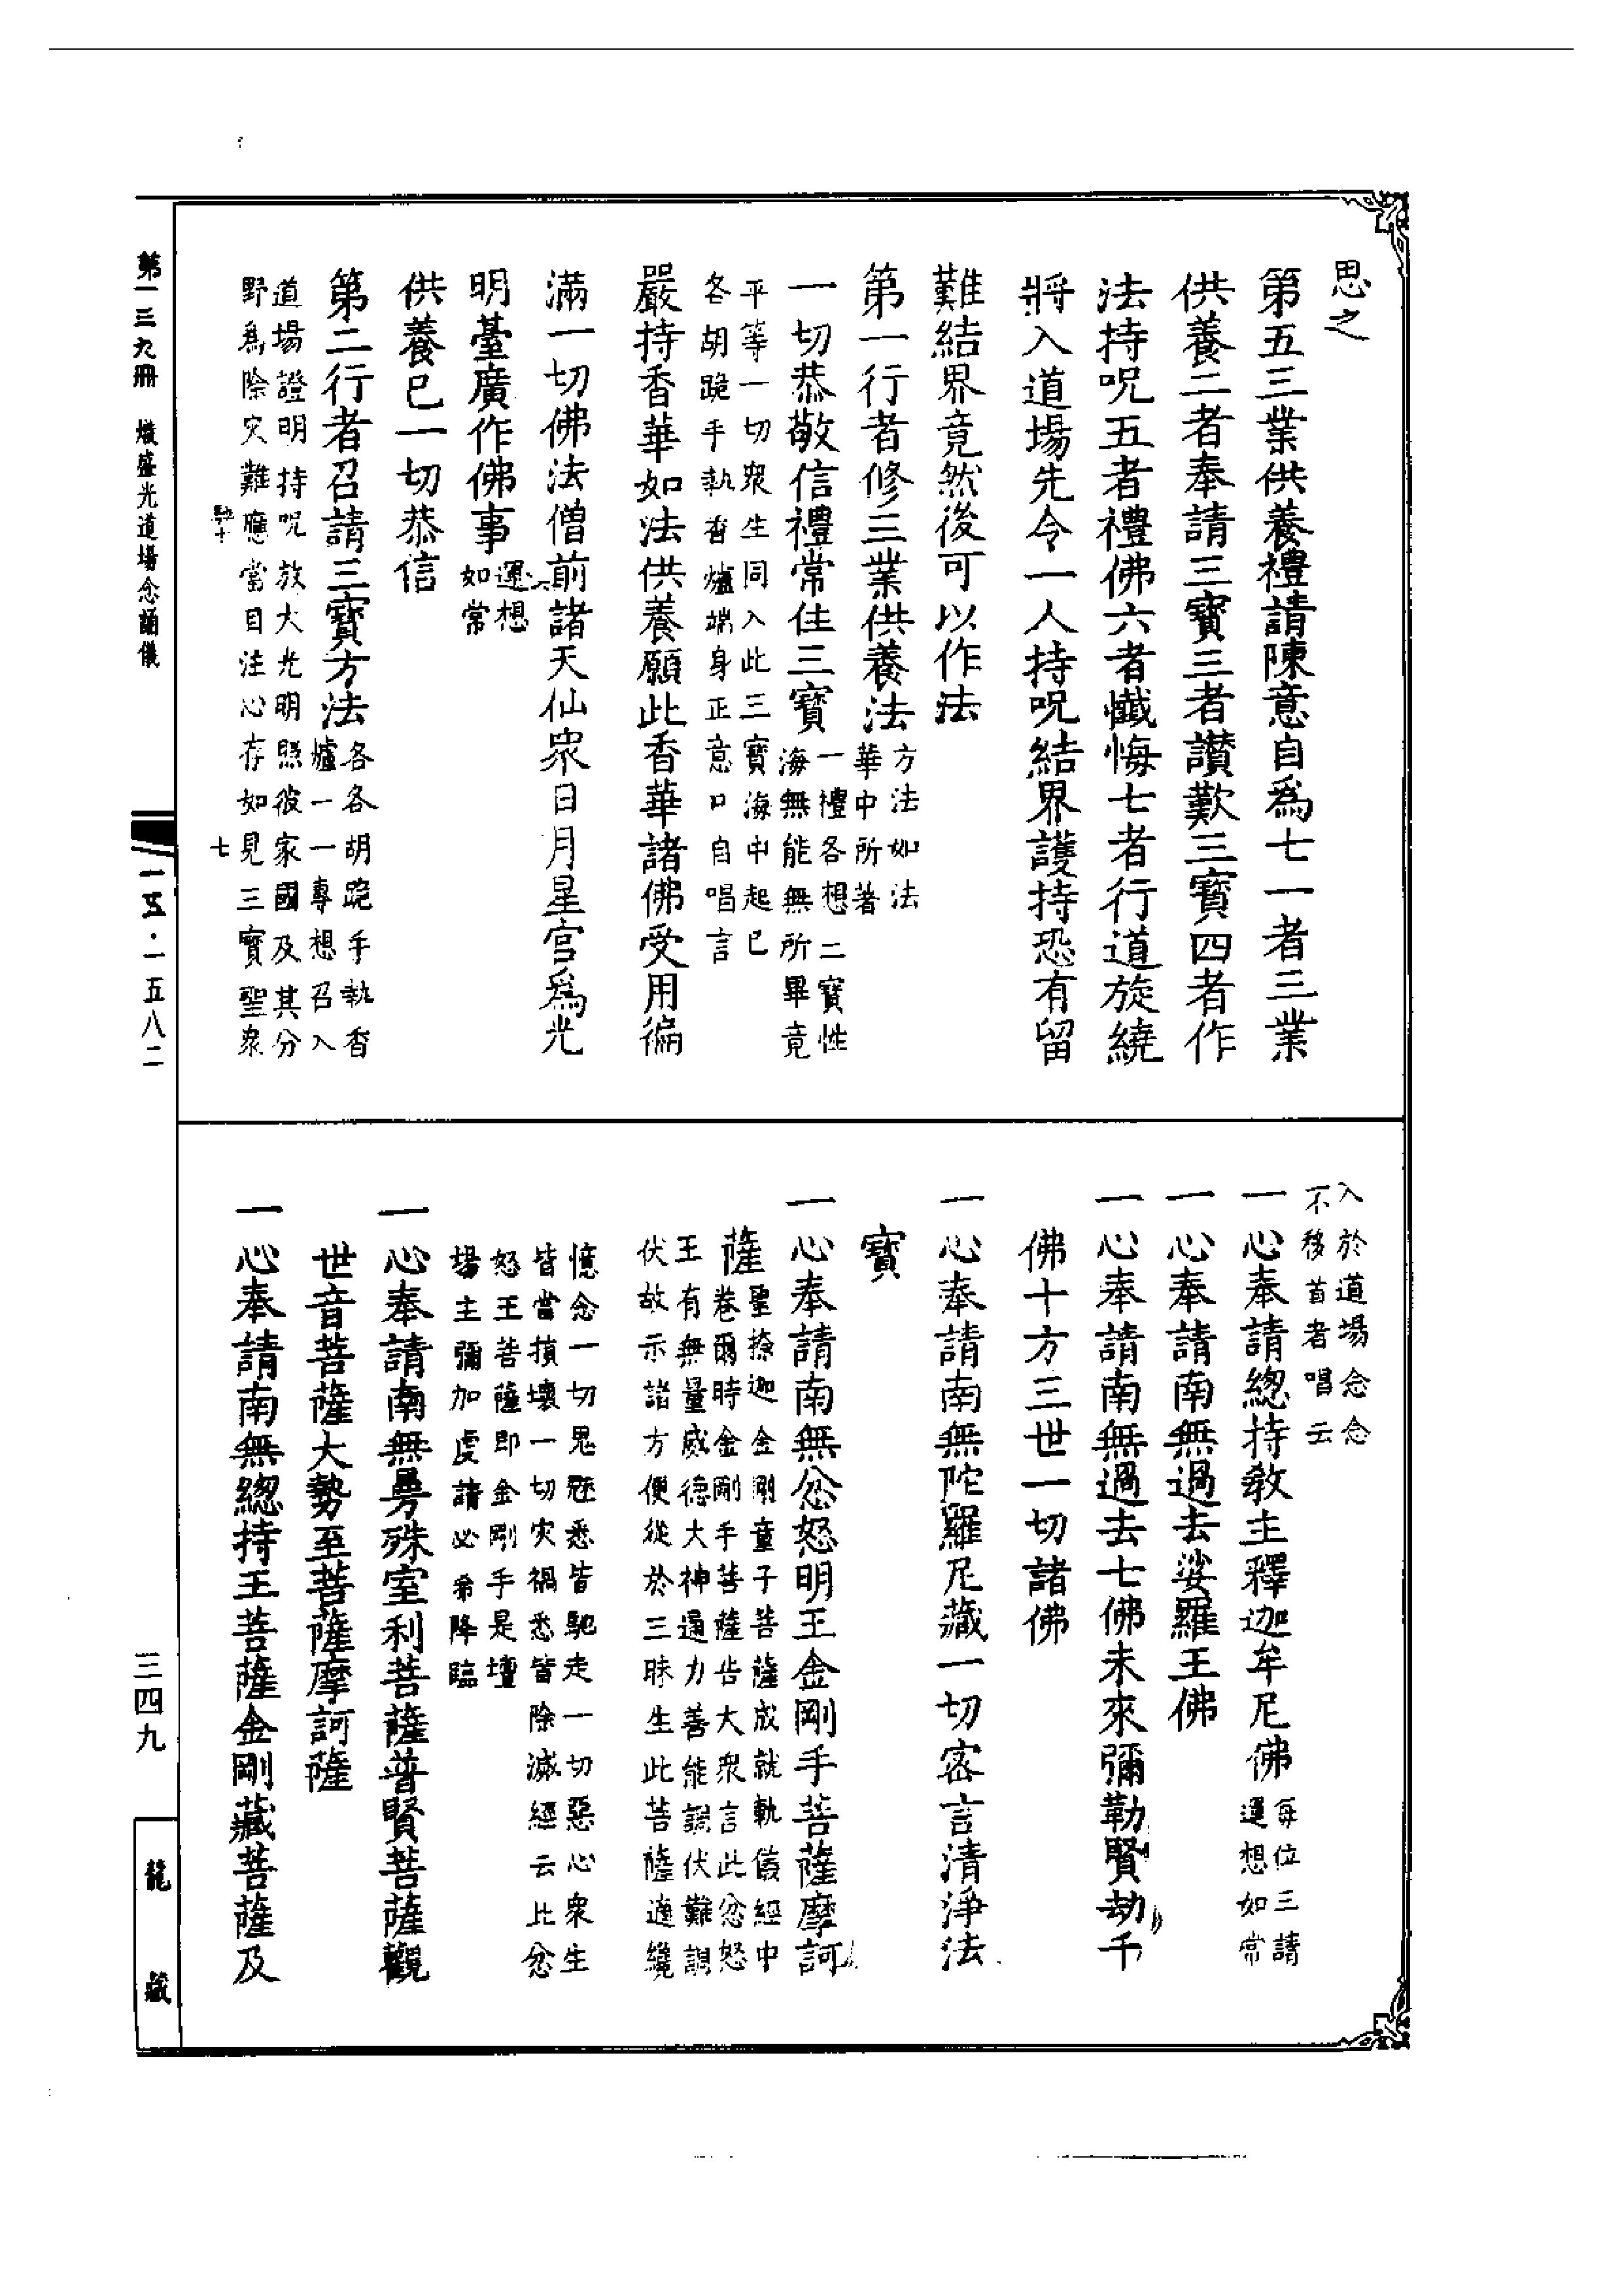 思之
第五三業供養禮請陳意自為七一者三業
供養二者奉請三寶三者讚歎三寶四者作
法持呪五者禮佛六者懺悔七者行道旋繞
將入道場先令一人持呪結界護持恐有留
難結界竟然後可以作法
第一行者修三業供養法方法如法
華中所著
一切恭敬信禮常住三寶一禮各想二寶性
海無能無所畢竟
平等一切眾生同入此三寶海中起已
各胡跪手執香爐端身正意口自唱言
嚴持香華如法供養願此香華諸佛受用徧
滿一切佛法僧前諸天仙眾日月星宮為光
明臺廣作佛事運想
如常
供養已一切恭信
第二行者召請三寶方法各各胡跪手執香
爐一一專想召入
道場證明持呪放大光明照彼家國及其分
野為除灾難應當目注心存如見三寶聖眾
七
入於道場念念
不移首者唱云
一心奉請總持教主釋迦牟尼佛每位三請
運想如常
一心奉請南無過去娑羅王佛
一心奉請南無過去七佛未來彌勒賢劫千
佛十方三世一切諸佛
一心奉請南無陀羅尼藏一切密言清淨法
寶
一心奉請南無忿怒明王金剛手菩薩摩訶
薩聖捺迦金剛童子菩薩成就軌儀經中
卷爾時金剛手菩薩告大眾言此忿怒
王有無量威德大神通力善能調伏難調
伏故示諸方便從於三昧生此菩薩適纔
憶念一切鬼魅悉皆馳走一切惡心眾生
皆當損壞一切灾禍悉皆除滅經云此忿
怒王菩薩即金剛手是壇
場主彌加虔請必希降臨
一心奉請南無曼殊室利菩薩普賢菩薩觀
世音菩薩大勢至菩薩摩訶薩
一心奉請南無總持王菩薩金剛藏菩薩及
第一三九冊 熾盛光道場念誦儀
一五·一五八二
三四九
龍藏